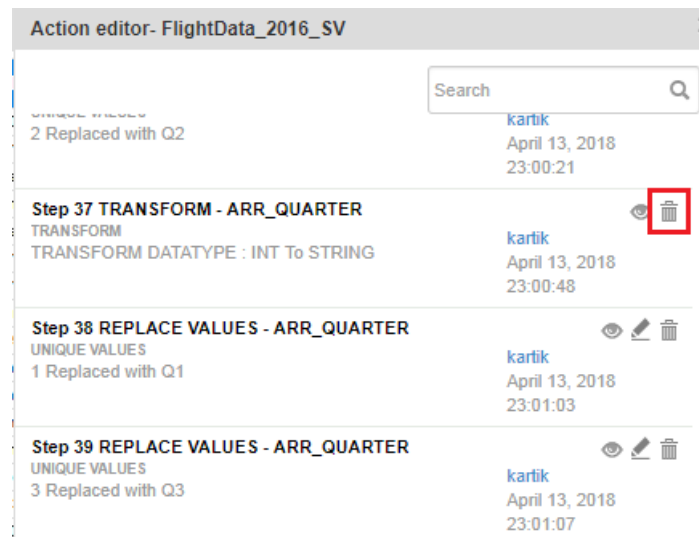 Action editor- FlightData_2016_SV
Search
UNIQUE VALUES
kartik
2 Replaced with Q2
April 13, 2018
23:00:21
Step 37 TRANSFORM - ARR_QUARTER
TRANSFORM
kartik
TRANSFORM DATATYPE : INT To STRING
April 13, 2018
23:00:48
Step 38 REPLACE VALUES - ARR_QUARTER
UNIQUE VALUES
kartik
1 Replaced with Q1
April 13, 2018
23:01:03
Step 39 REPLACE VALUES - ARR_QUARTER
UNIQUE VALUES
kartik
3 Replaced with Q3
April 13, 2018
23:01:07